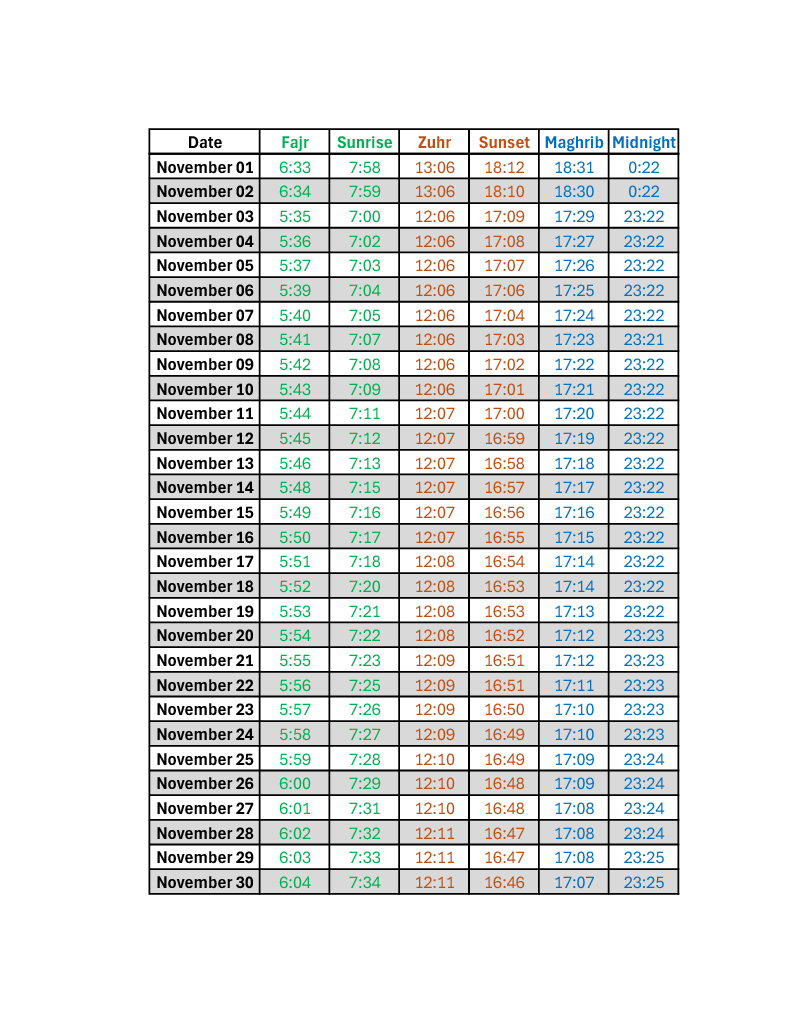 Date Fajr Sunrise Zuhr Sunset Maghrib Midnight
November 01 6:33 7:58 13:06 18:12 18:31 0:22
November 02 6:34 7:59 13:06 18:10 18:30 0:22
November 03 5:35 7:00 12:06 17:09 17:29 23:22
November 04 5:36 7:02 12:06 17:08 17:27 23:22
November 05 5:37 7:03 12:06 17:07 17:26 23:22
November 06 5:39 7:04 12:06 17:06 17:25 23:22
November 07 5:40 7:05 12:06 17:04 17:24 23:22
November 08 5:41 7:07 12:06 17:03 17:23 23:21
November 09 5:42 7:08 12:06 17:02 17:22 23:22
November 10 5:43 7:09 12:06 17:01 17:21 23:22
November 11 5:44 7:11 12:07 17:00 17:20 23:22
November 12 5:45 7:12 12:07 16:59 17:19 23:22
November 13 5:46 7:13 12:07 16:58 17:18 23:22
November 14 5:48 7:15 12:07 16:57 17:17 23:22
November 15 5:49 7:16 12:07 16:56 17:16 23:22
November 16 5:50 7:17 12:07 16:55 17:15 23:22
November 17 5:51 7:18 12:08 16:54 17:14 23:22
November 18 5:52 7:20 12:08 16:53 17:14 23:22
November 19 5:53 7:21 12:08 16:53 17:13 23:22
November 20 5:54 7:22 12:08 16:52 17:12 23:23
November 21 5:55 7:23 12:09 16:51 17:12 23:23
November 22 5:56 7:25 12:09 16:51 17:11 23:23
November 23 5:57 7:26 12:09 16:50 17:10 23:23
November 24 5:58 7:27 12:09 16:49 17:10 23:23
November 25 5:59 7:28 12:10 16:49 17:09 23:24
November 26 6:00 7:29 12:10 16:48 17:09 23:24
November 27 6:01 7:31 12:10 16:48 17:08 23:24
November 28 6:02 7:32 12:11 16:47 17:08 23:24
November 29 6:03 7:33 12:11 16:47 17:08 23:25
November 30 6:04 7:34 12:11 16:46 17:07 23:25